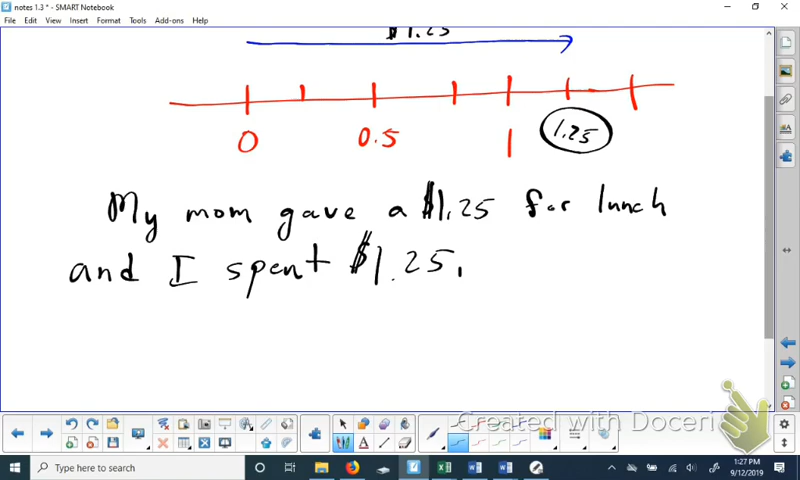 notes 1.3 * - SMART Notebook
File Edit View Insert Format Tools Add-ons Help
$1.25
0 0.5 1 1.25
My mom gave a $1.25 for lunch
and I spent $1.25.
Created with Doceri
Type here to search
1:27 PM
9/12/2019